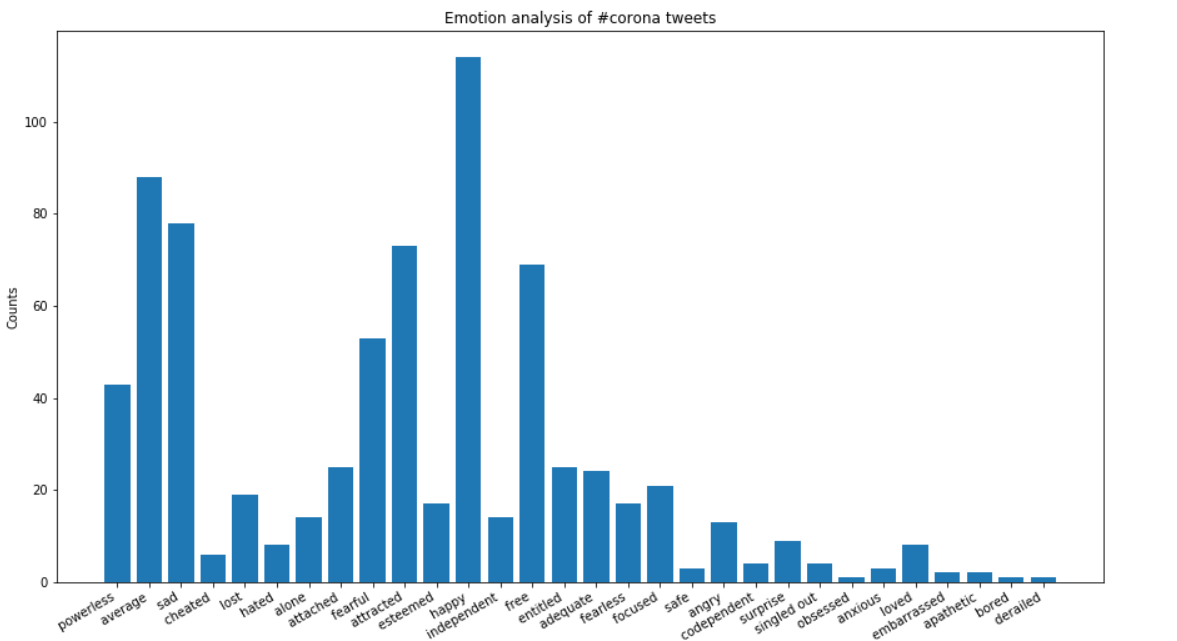 Emotion analysis of #corona tweets
Counts
100
80
60
40
20
0
powerless
average
sad
cheated
lost
hated
alone
attached
fearful
attracted
esteemed
happy
independent
free
entitled
adequate
fearless
focused
safe
angry
codependent
surprise
singled out
obsessed
anxious
loved
embarrassed
apathetic
bored
derailed